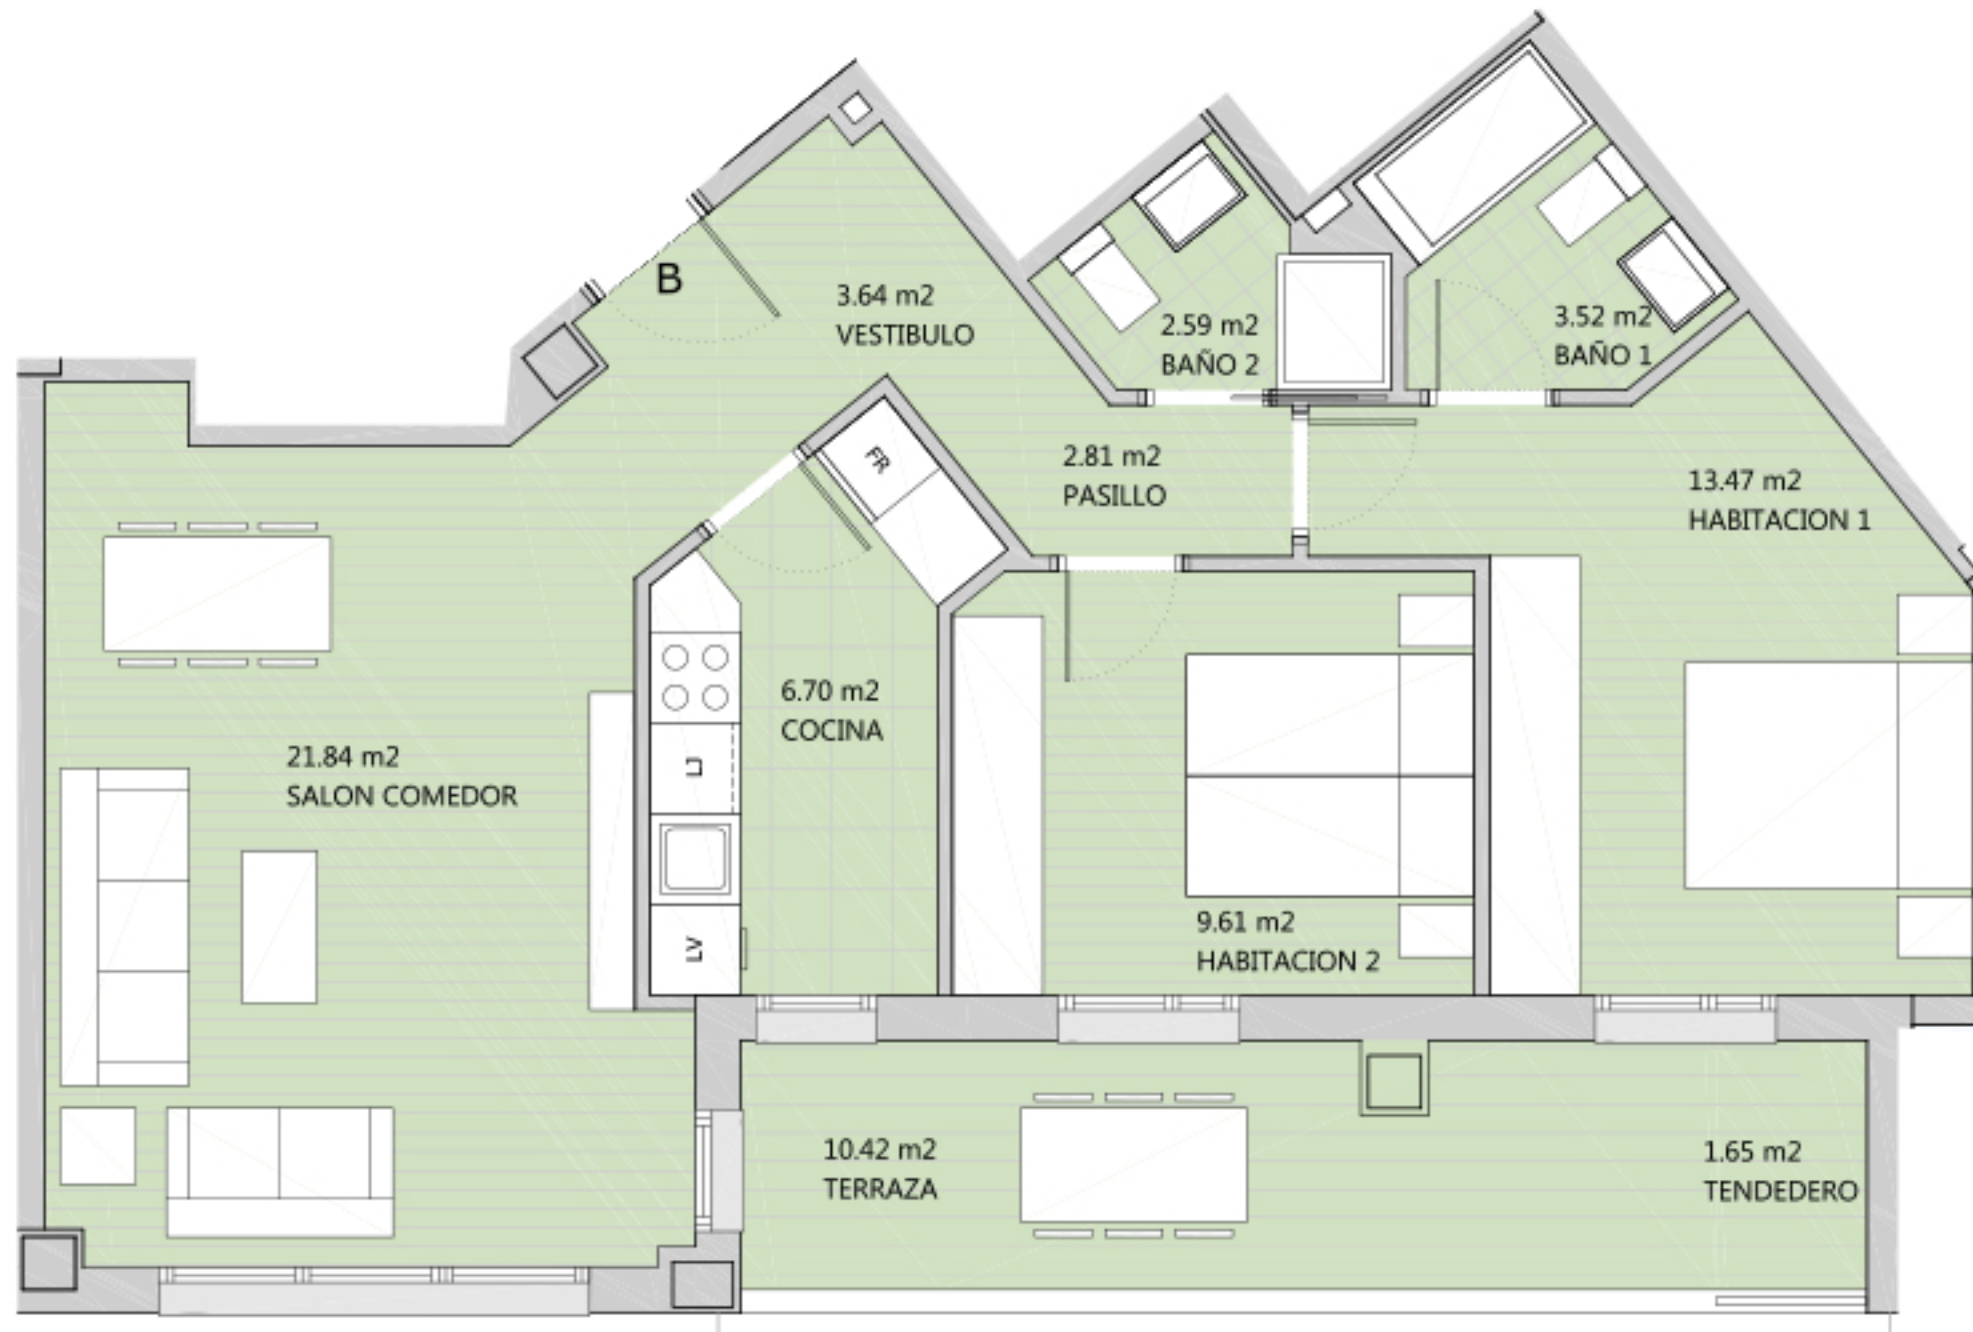 B
3.64 m2
VESTIBULO
2.59 m2
BAÑO 2
3.52 m2
BAÑO 1
FR
2.81 m2
PASILLO
13.47 m2
HABITACION 1
6.70 m2
COCINA
21.84 m2
SALON COMEDOR
LJ
LV
9.61 m2
HABITACION 2
10.42 m2
TERRAZA
1.65 m2
TENDEDERO